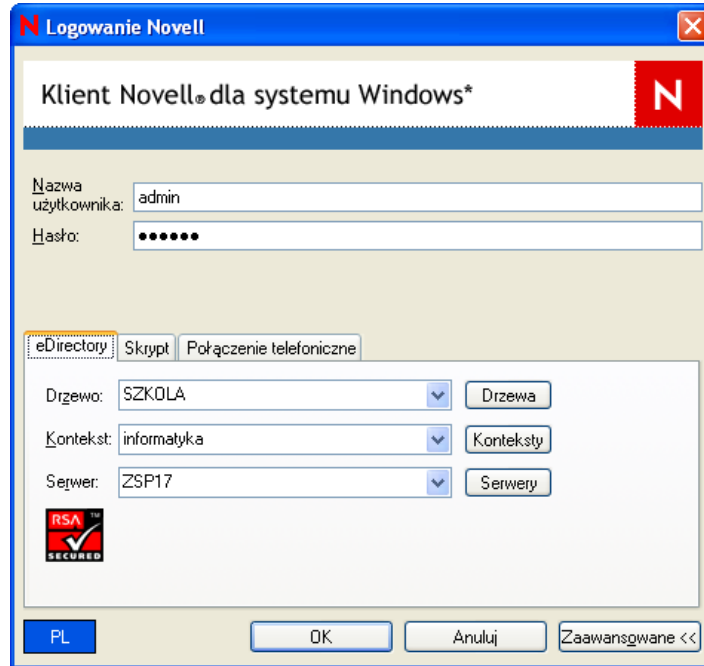 N Logowanie Novell
Klient Novell® dla systemu Windows*
N
Nazwa
użytkownika:
admin
Hasło:
••••••
eDirectory Skrypt Połączenie telefoniczne
Drzewo: SZKOLA Drzewa
Kontekst: informatyka Konteksty
Serwer: ZSP17 Serwery
RSA ™
SECURED
PL OK Anuluj Zaawansowane <<